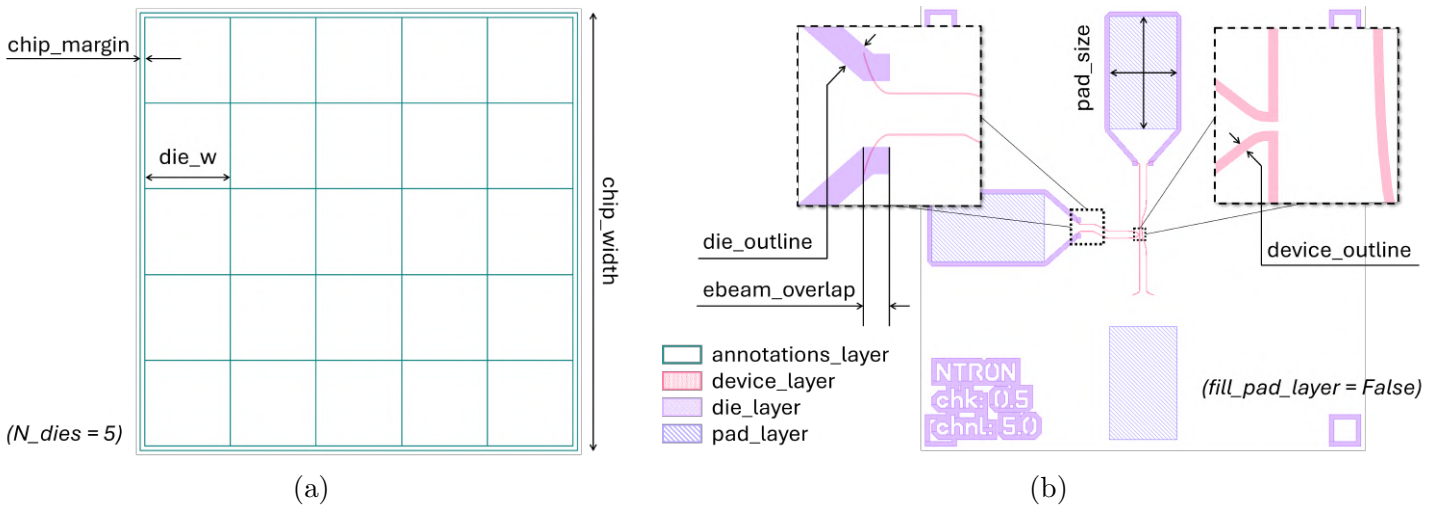 chip_margin
die_w
chip_width
(N_dies = 5)
(a)
pad_size
die_outline
device_outline
ebeam_overlap
annotations_layer
device_layer
die_layer
pad_layer
NTRON
chk: 0.5
chnl: 5.0
(fill_pad_layer = False)
(b)